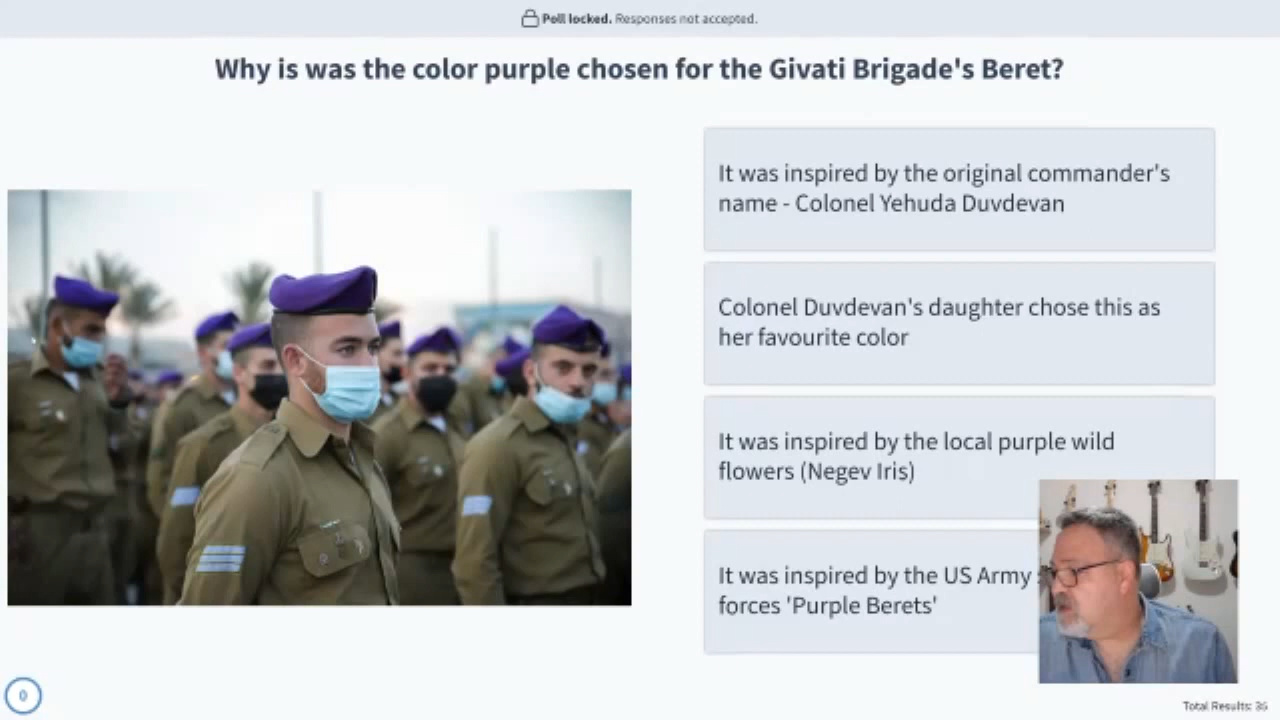 Poll locked. Responses not accepted.
Why is was the color purple chosen for the Givati Brigade's Beret?
It was inspired by the original commander's
name - Colonel Yehuda Duvdevan
Colonel Duvdevan's daughter chose this as
her favourite color
It was inspired by the local purple wild
flowers (Negev Iris)
It was inspired by the US Army
forces 'Purple Berets'
0
Total Results: 36